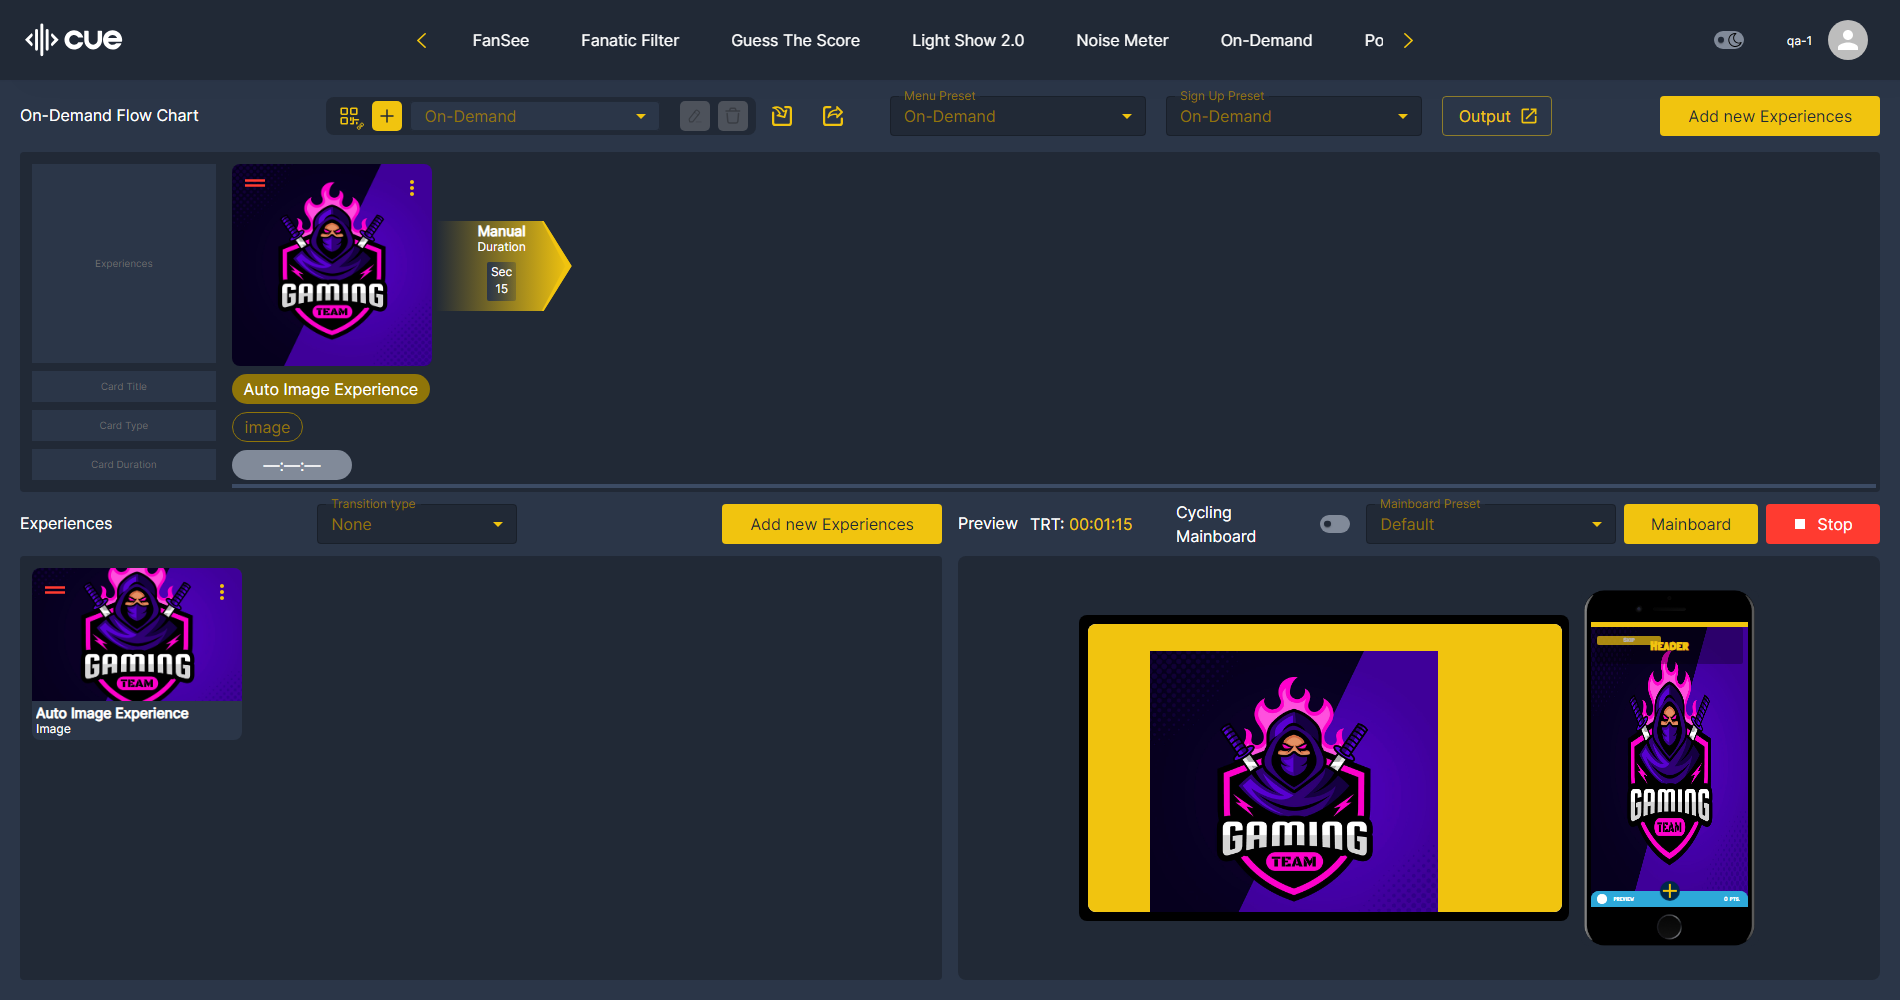 cue
FanSee
Fanatic Filter
Guess The Score
Light Show 2.0
Noise Meter
On-Demand
Po
qa-1
On-Demand Flow Chart
On-Demand
Menu Preset
On-Demand
Sign Up Preset
On-Demand
Output
Add new Experiences
Experiences
GAMING
TEAM
Manual
Duration
Sec
15
Card Title
Auto Image Experience
Card Type
image
Card Duration
—:—:—
Experiences
Transition type
None
Add new Experiences
Preview
TRT: 00:01:15
Cycling
Mainboard
Mainboard Preset
Default
Mainboard
Stop
GAMING
TEAM
Auto Image Experience
Image
GAMING
TEAM
HEADER
GAMING
TEAM
PREVIEW
0 PTS.